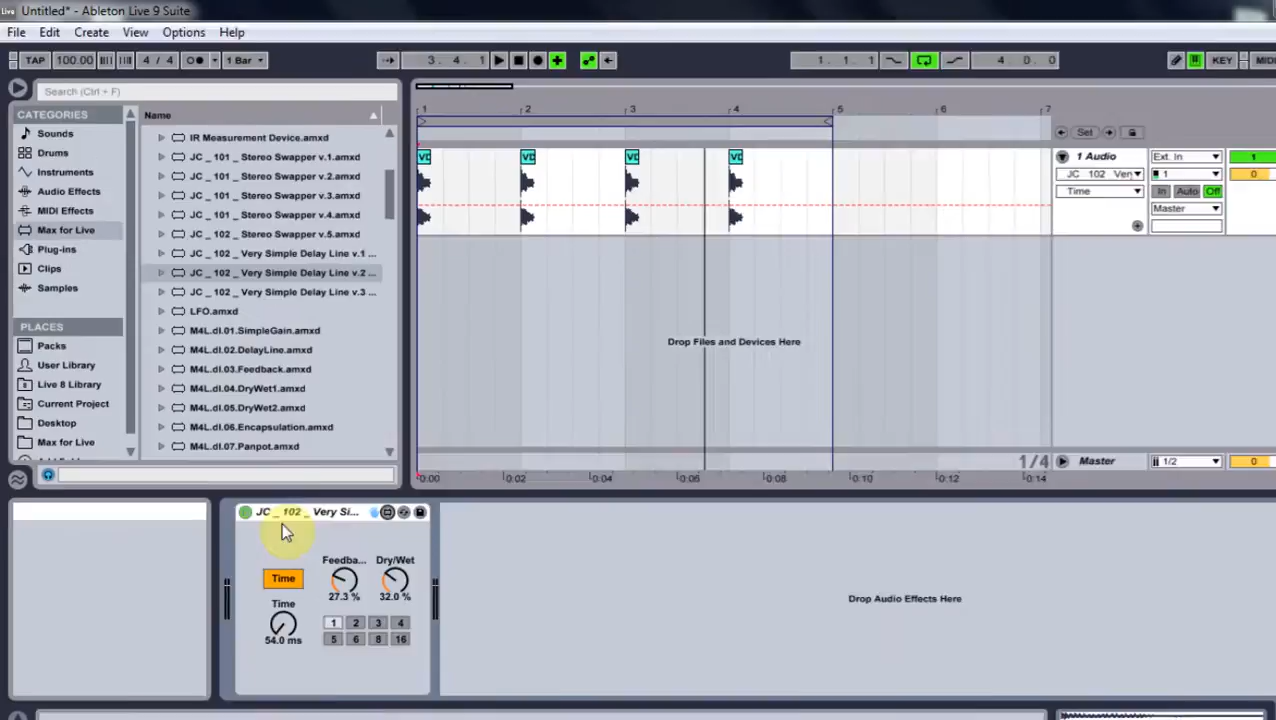 Live Untitled* - Ableton Live 9 Suite
File Edit Create View Options Help
TAP 100.00 4 / 4 1 Bar 3. 4. 1 1. 1. 1 4. 0. 0 KEY MIDI
Search (Ctrl + F)
CATEGORIES
Sounds
Drums
Instruments
Audio Effects
MIDI Effects
Max for Live
Plug-ins
Clips
Samples
PLACES
Packs
User Library
Live 8 Library
Current Project
Desktop
Max for Live
Name
IR Measurement Device.amxd
JC _ 101 _ Stereo Swapper v.1.amxd
JC _ 101 _ Stereo Swapper v.2.amxd
JC _ 101 _ Stereo Swapper v.3.amxd
JC _ 101 _ Stereo Swapper v.4.amxd
JC _ 102 _ Stereo Swapper v.5.amxd
JC _ 102 _ Very Simple Delay Line v.1 ...
JC _ 102 _ Very Simple Delay Line v.2 ...
JC _ 102 _ Very Simple Delay Line v.3 ...
LFO.amxd
M4L.dl.01.SimpleGain.amxd
M4L.dl.02.DelayLine.amxd
M4L.dl.03.Feedback.amxd
M4L.dl.04.DryWet1.amxd
M4L.dl.05.DryWet2.amxd
M4L.dl.06.Encapsulation.amxd
M4L.dl.07.Panpot.amxd
1 2 3 4 5 6 7
Set
VD VD VD VD
1 Audio Ext. In 1
JC _ 102 _ Very 1 0
Time In Auto Off
Master
Drop Files and Devices Here
1/4 Master 1/2 0
0:00 0:02 0:04 0:06 0:08 0:10 0:12 0:14
JC _ 102 _ Very Si...
Feedba... Dry/Wet
Time
27.3 % 32.0 %
Time
54.0 ms
1 2 3 4
5 6 8 16
Drop Audio Effects Here